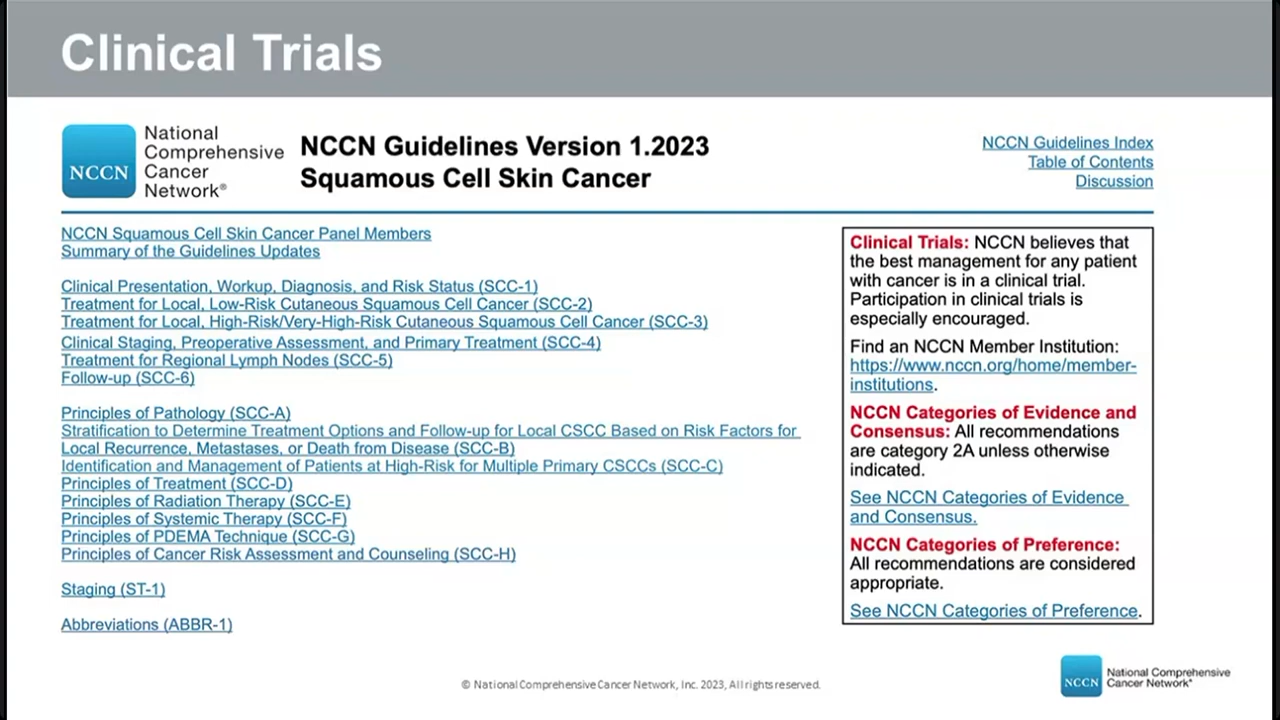 Clinical Trials
NCCN
National
Comprehensive
Cancer
Network®
NCCN Guidelines Version 1.2023
Squamous Cell Skin Cancer
NCCN Guidelines Index
Table of Contents
Discussion
NCCN Squamous Cell Skin Cancer Panel Members
Summary of the Guidelines Updates
Clinical Presentation, Workup, Diagnosis, and Risk Status (SCC-1)
Treatment for Local, Low-Risk Cutaneous Squamous Cell Cancer (SCC-2)
Treatment for Local, High-Risk/Very-High-Risk Cutaneous Squamous Cell Cancer (SCC-3)
Clinical Staging, Preoperative Assessment, and Primary Treatment (SCC-4)
Treatment for Regional Lymph Nodes (SCC-5)
Follow-up (SCC-6)
Principles of Pathology (SCC-A)
Stratification to Determine Treatment Options and Follow-up for Local CSCC Based on Risk Factors for
Local Recurrence, Metastases, or Death from Disease (SCC-B)
Identification and Management of Patients at High-Risk for Multiple Primary CSCCs (SCC-C)
Principles of Treatment (SCC-D)
Principles of Radiation Therapy (SCC-E)
Principles of Systemic Therapy (SCC-F)
Principles of PDEMA Technique (SCC-G)
Principles of Cancer Risk Assessment and Counseling (SCC-H)
Staging (ST-1)
Abbreviations (ABBR-1)
Clinical Trials: NCCN believes that
the best management for any patient
with cancer is in a clinical trial.
Participation in clinical trials is
especially encouraged.
Find an NCCN Member Institution:
https://www.nccn.org/home/member-
institutions.
NCCN Categories of Evidence and
Consensus: All recommendations
are category 2A unless otherwise
indicated.
See NCCN Categories of Evidence
and Consensus.
NCCN Categories of Preference:
All recommendations are considered
appropriate.
See NCCN Categories of Preference.
© National Comprehensive Cancer Network, Inc. 2023, All rights reserved.
NCCN
National Comprehensive
Cancer Network®